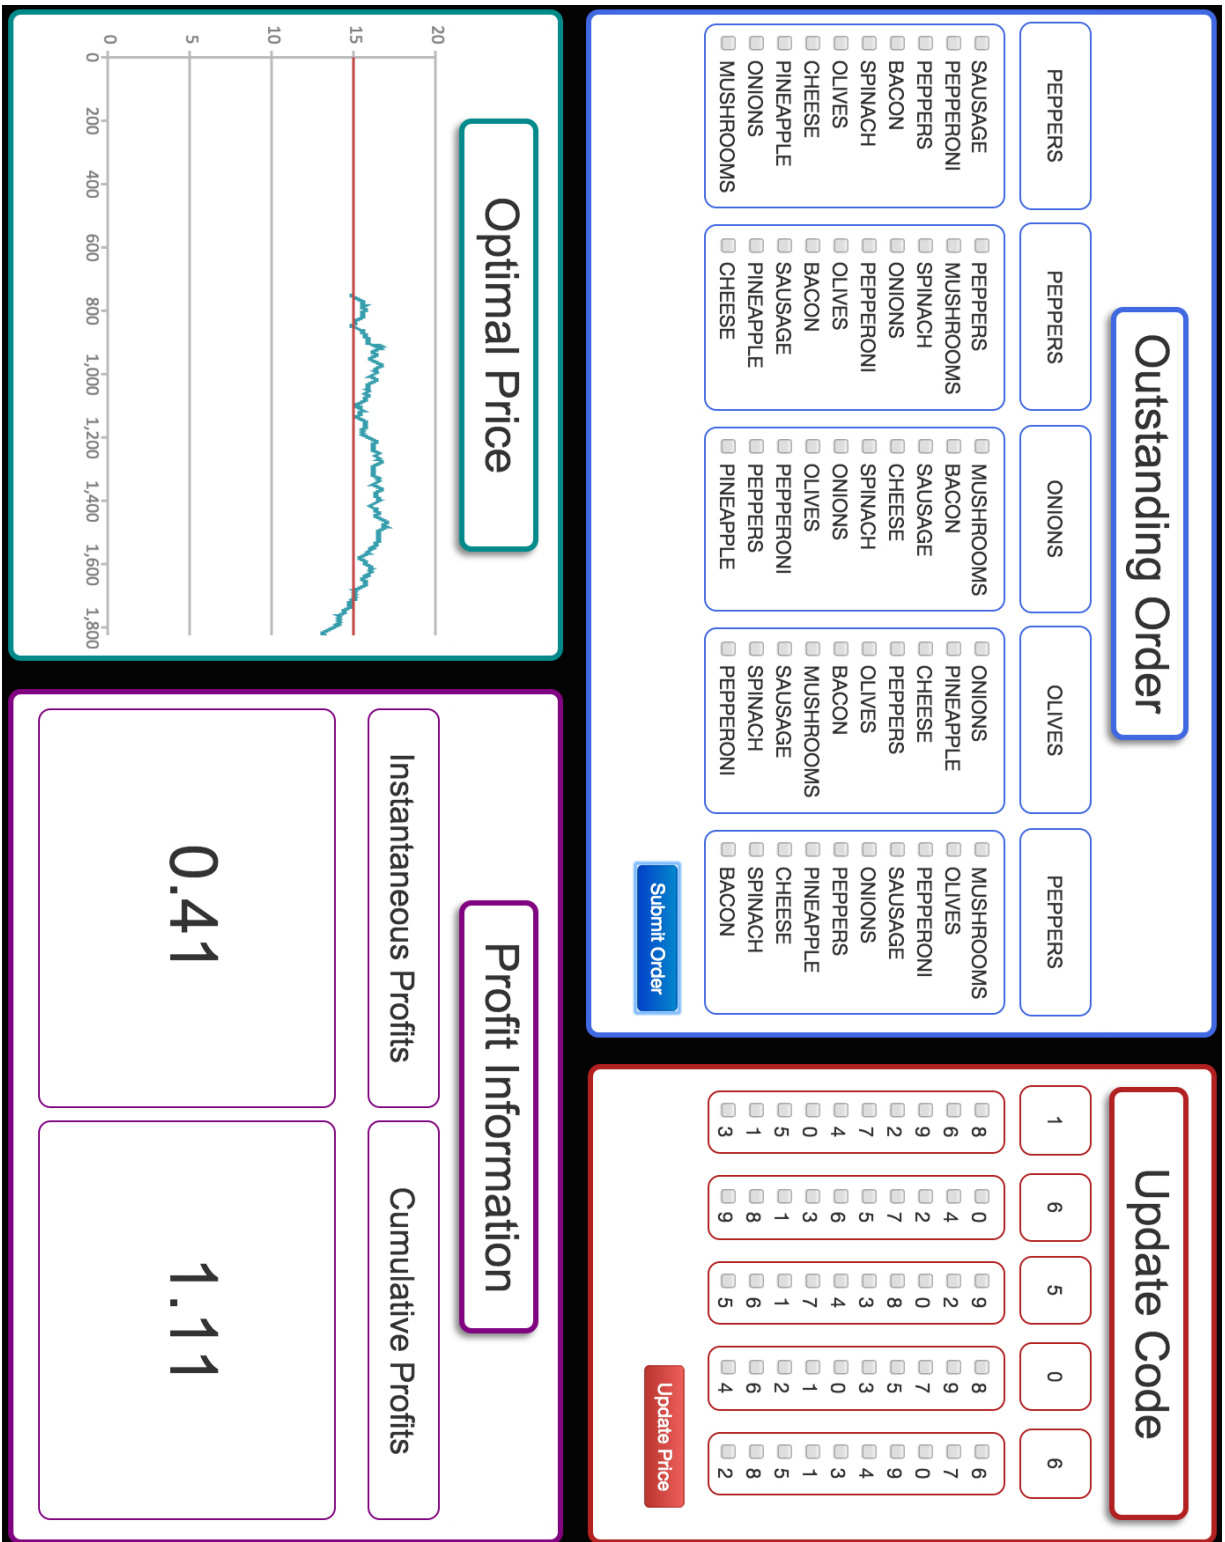 Outstanding Order
PEPPERS
PEPPERS
ONIONS
OLIVES
PEPPERS
SAUSAGE
PEPPERONI
PEPPERS
BACON
SPINACH
OLIVES
CHEESE
PINEAPPLE
ONIONS
MUSHROOMS
PEPPERS
MUSHROOMS
SPINACH
ONIONS
PEPPERONI
OLIVES
BACON
SAUSAGE
PINEAPPLE
CHEESE
MUSHROOMS
BACON
SAUSAGE
CHEESE
SPINACH
ONIONS
OLIVES
PEPPERONI
PEPPERS
PINEAPPLE
ONIONS
PINEAPPLE
CHEESE
PEPPERS
OLIVES
BACON
MUSHROOMS
SAUSAGE
SPINACH
PEPPERONI
MUSHROOMS
OLIVES
PEPPERONI
SAUSAGE
ONIONS
PEPPERS
PINEAPPLE
CHEESE
SPINACH
BACON
Submit Order
Update Code
1
6
5
0
6
8
6
9
2
7
4
0
5
1
3
0
4
2
7
5
6
3
1
8
9
9
2
0
8
3
4
7
1
6
5
8
9
7
5
3
0
1
2
6
4
6
7
0
9
4
3
1
5
8
2
Update Price
Optimal Price
20
15
10
5
0
0
200
400
600
800
1,000
1,200
1,400
1,600
1,800
Profit Information
Instantaneous Profits
Cumulative Profits
0.41
1.11